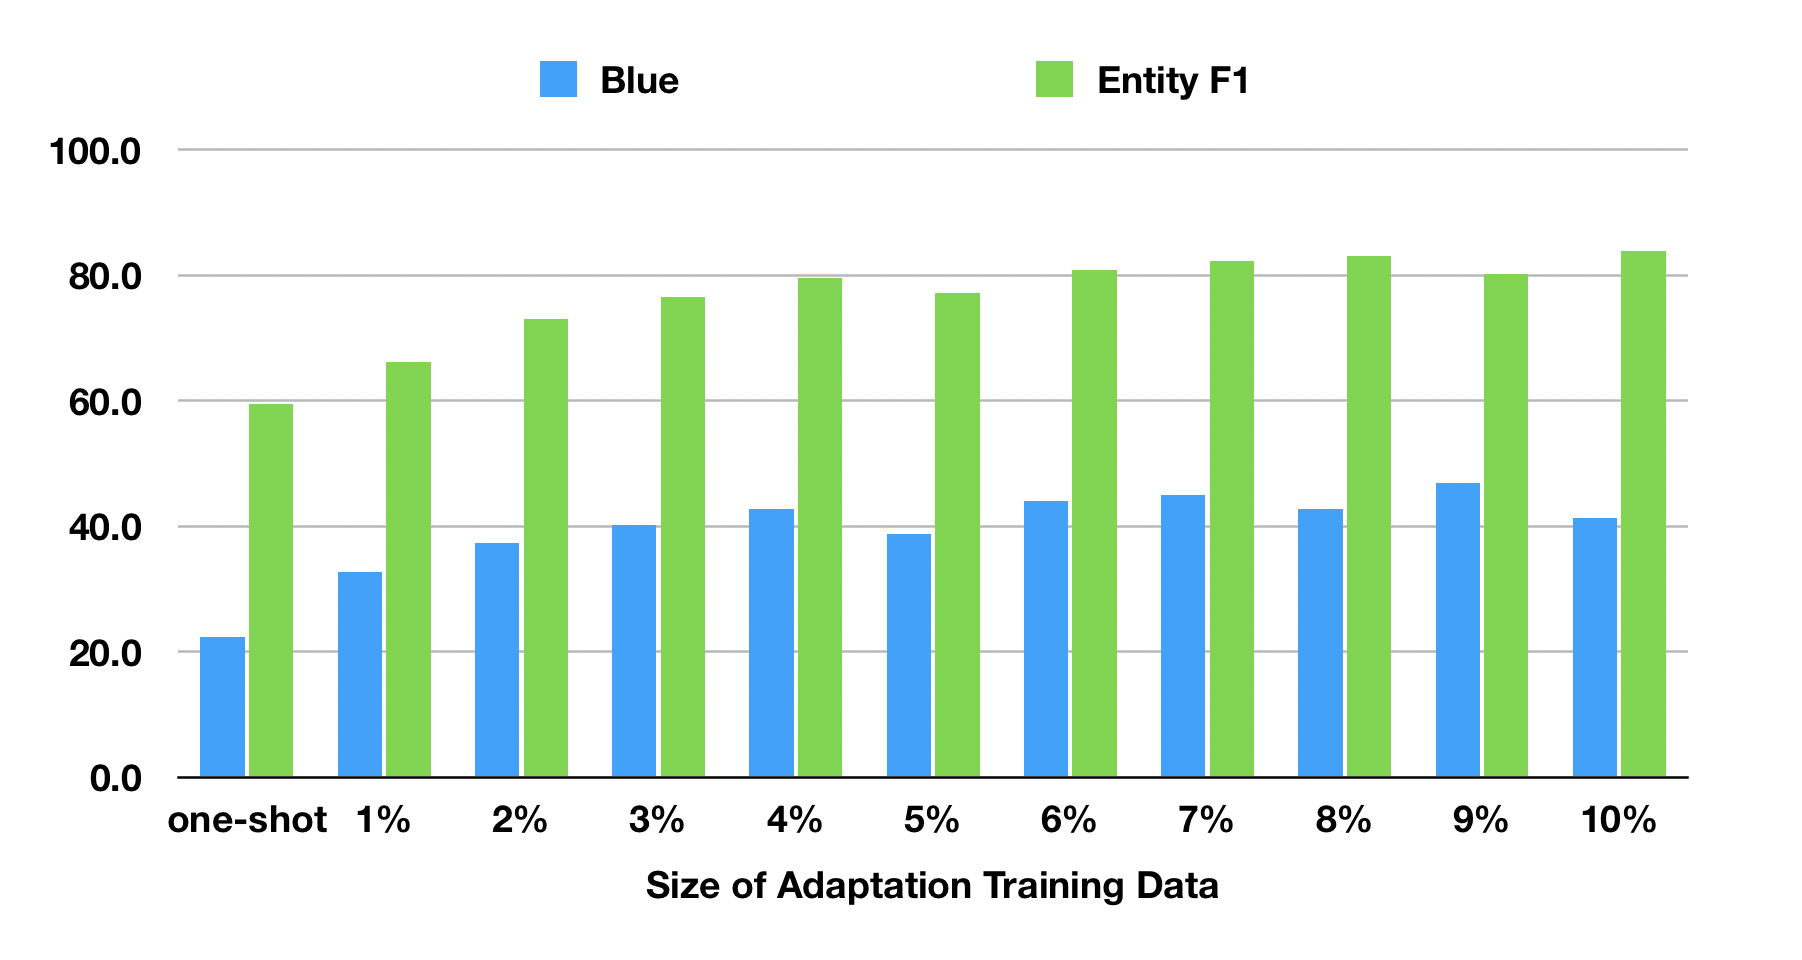 Blue Entity F1
100.0
80.0
60.0
40.0
20.0
0.0
one-shot 1% 2% 3% 4% 5% 6% 7% 8% 9% 10%
Size of Adaptation Training Data